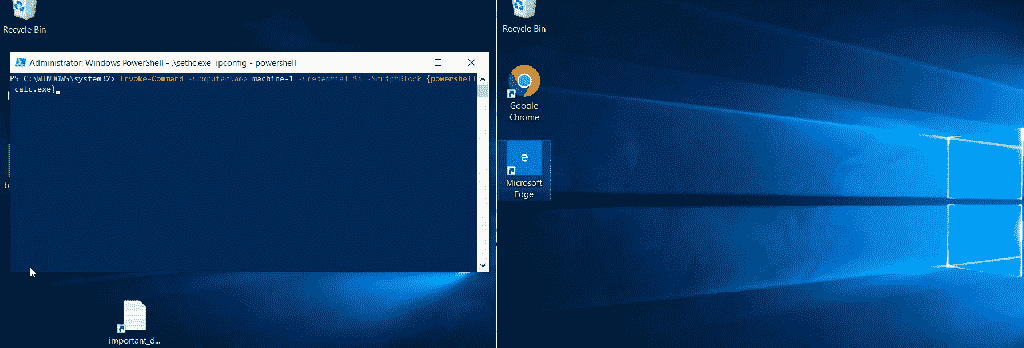 Recycle Bin
Administrator: Windows PowerShell - .\sethc.exe ipconfig - powershell
PS C:\WINDOWS\system32> Invoke-Command -ComputerName machine-1 -Credential -ScriptBlock {powershell
calc.exe}
important_d...
Recycle Bin
Google
Chrome
e
Microsoft
Edge